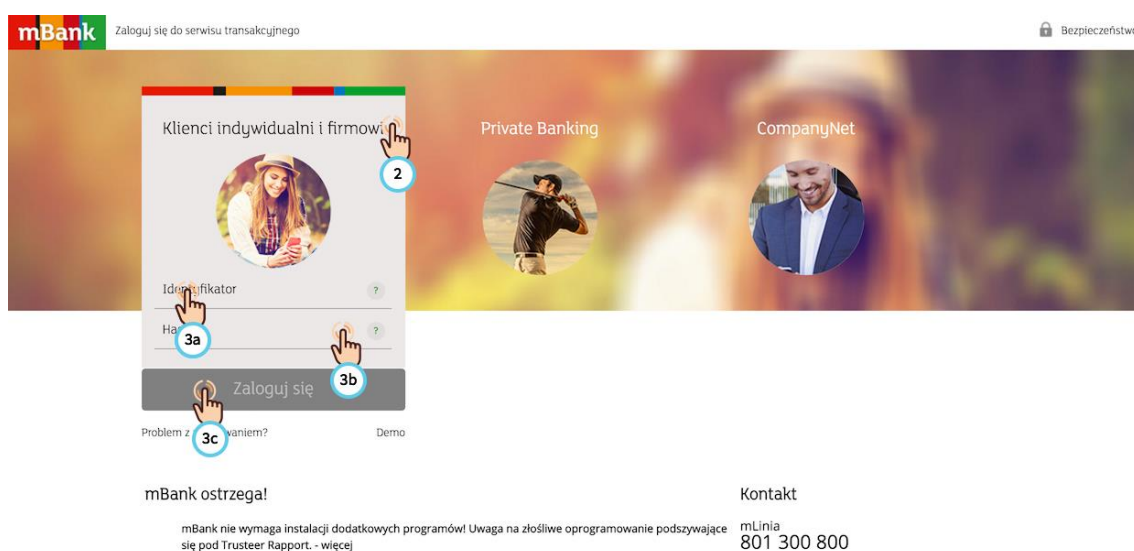 mBank Zaloguj się do serwisu transakcyjnego Bezpieczeństwo
Klienci indywidualni i firmowi Private Banking CompanyNet
2
Identyfikator ?
3a
?
3b
Zaloguj się
3c
Problem z Demo
mBank ostrzega! Kontakt
mBank nie wymaga instalacji dodatkowych programów! Uwaga na złośliwe oprogramowanie podszywające
się pod Trusteer Rapport. - więcej
mLinia
801 300 800